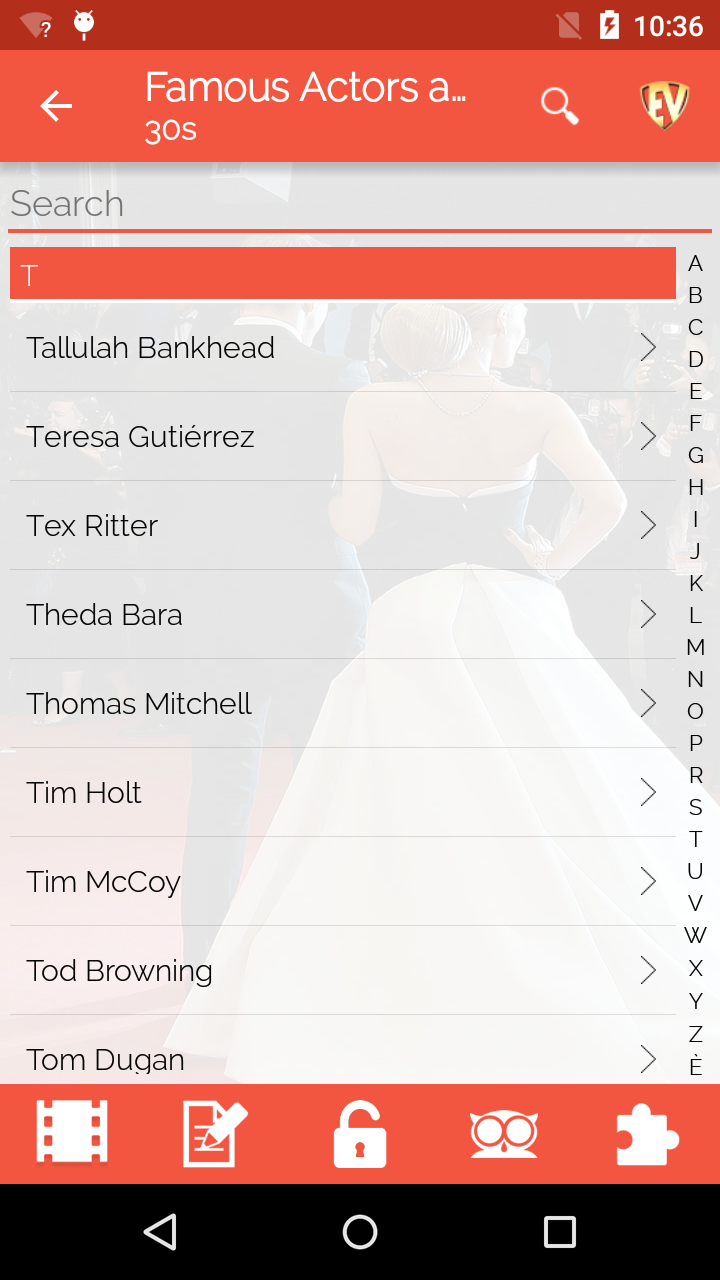 10:36
Famous Actors a...
30s
EV
Search
T
Tallulah Bankhead
Teresa Gutiérrez
Tex Ritter
Theda Bara
Thomas Mitchell
Tim Holt
Tim McCoy
Tod Browning
Tom Dugan
A
B
C
D
E
F
G
H
I
J
K
L
M
N
O
P
R
S
T
U
V
W
X
Y
Z
È